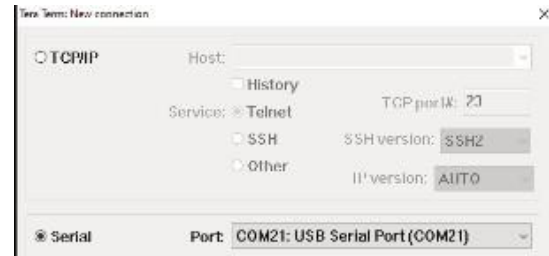 Tera Term: New connection
TCP/IP Host:
History
Service: Telnet TCP port#: 23
SSH SSH version: SSH2
Other IP version: AUTO
Serial Port: COM21: USB Serial Port (COM21)